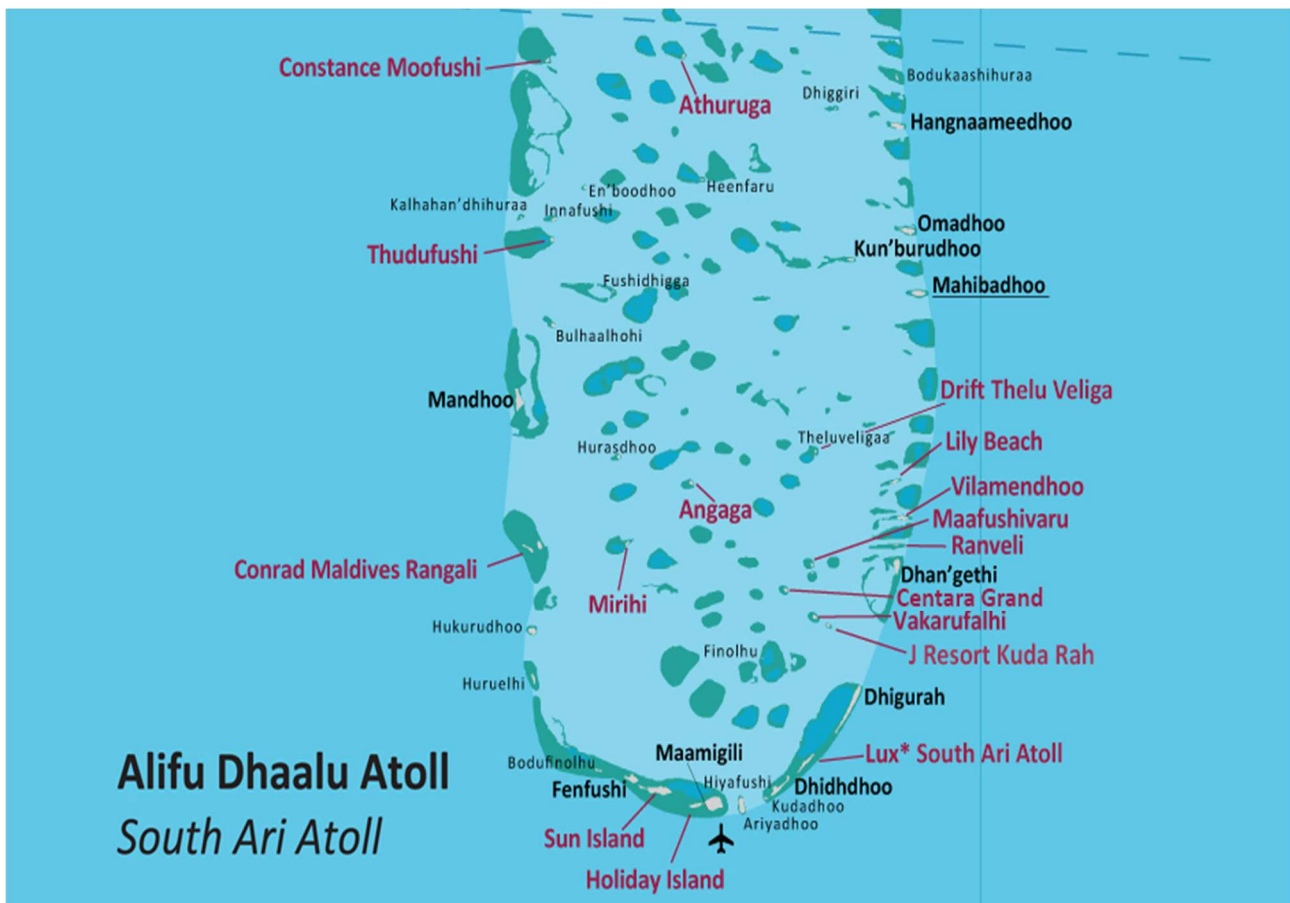 Constance Moofushi
Athuruga
Bodukaashihuraa
Dhiggiri
Hangnaameedhoo
En'boodhoo
Heenfaru
Kalhahan'dhihuraa
Innafushi
Omadhoo
Thudufushi
Kun'burudhoo
Fushidhigga
Mahibadhoo
Bulhaalhohi
Drift Thelu Veliga
Mandhoo
Hurasdhoo
Theluveligaa
Lily Beach
Vilamendhoo
Angaga
Maafushivaru
Ranveli
Conrad Maldives Rangali
Dhan'gethi
Mirihi
Centara Grand
Vakarufalhi
Hukurudhoo
Finolhu
J Resort Kuda Rah
Huruelhi
Dhigurah
Maamigili
Lux* South Ari Atoll
Alifu Dhaalu Atoll
Bodufinolhu
Hiyafushi
Fenfushi
Dhidhdhoo
Kudadhoo
South Ari Atoll
Sun Island
Ariyadhoo
Holiday Island